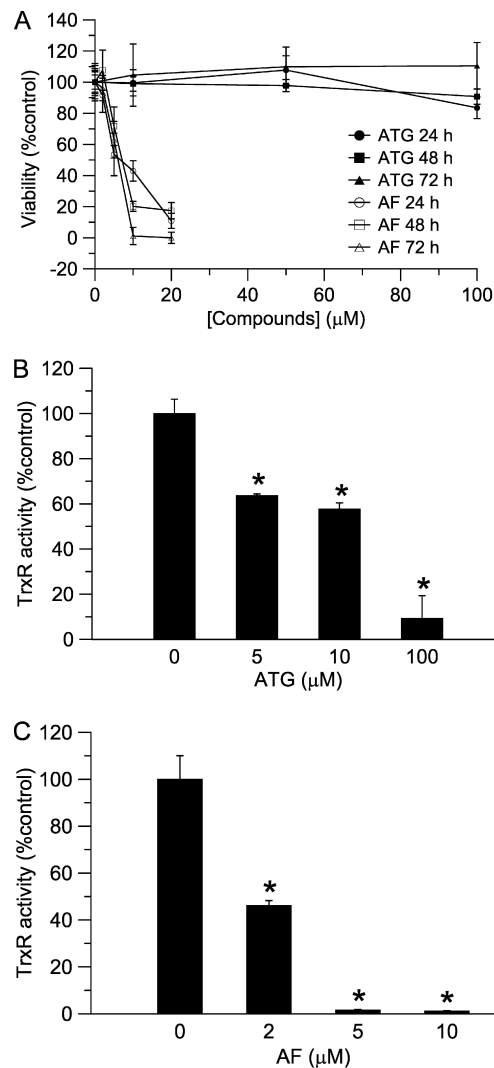 A
140
120
100
80
60
40
20
0
-20
Viability (%control)
ATG 24 h
ATG 48 h
ATG 72 h
AF 24 h
AF 48 h
AF 72 h
0 20 40 60 80 100
[Compounds] (μM)
B
120
100
80
60
40
20
0
TrxR activity (%control)
* * *
0 5 10 100
ATG (μM)
C
120
100
80
60
40
20
0
TrxR activity (%control)
* * *
0 2 5 10
AF (μM)